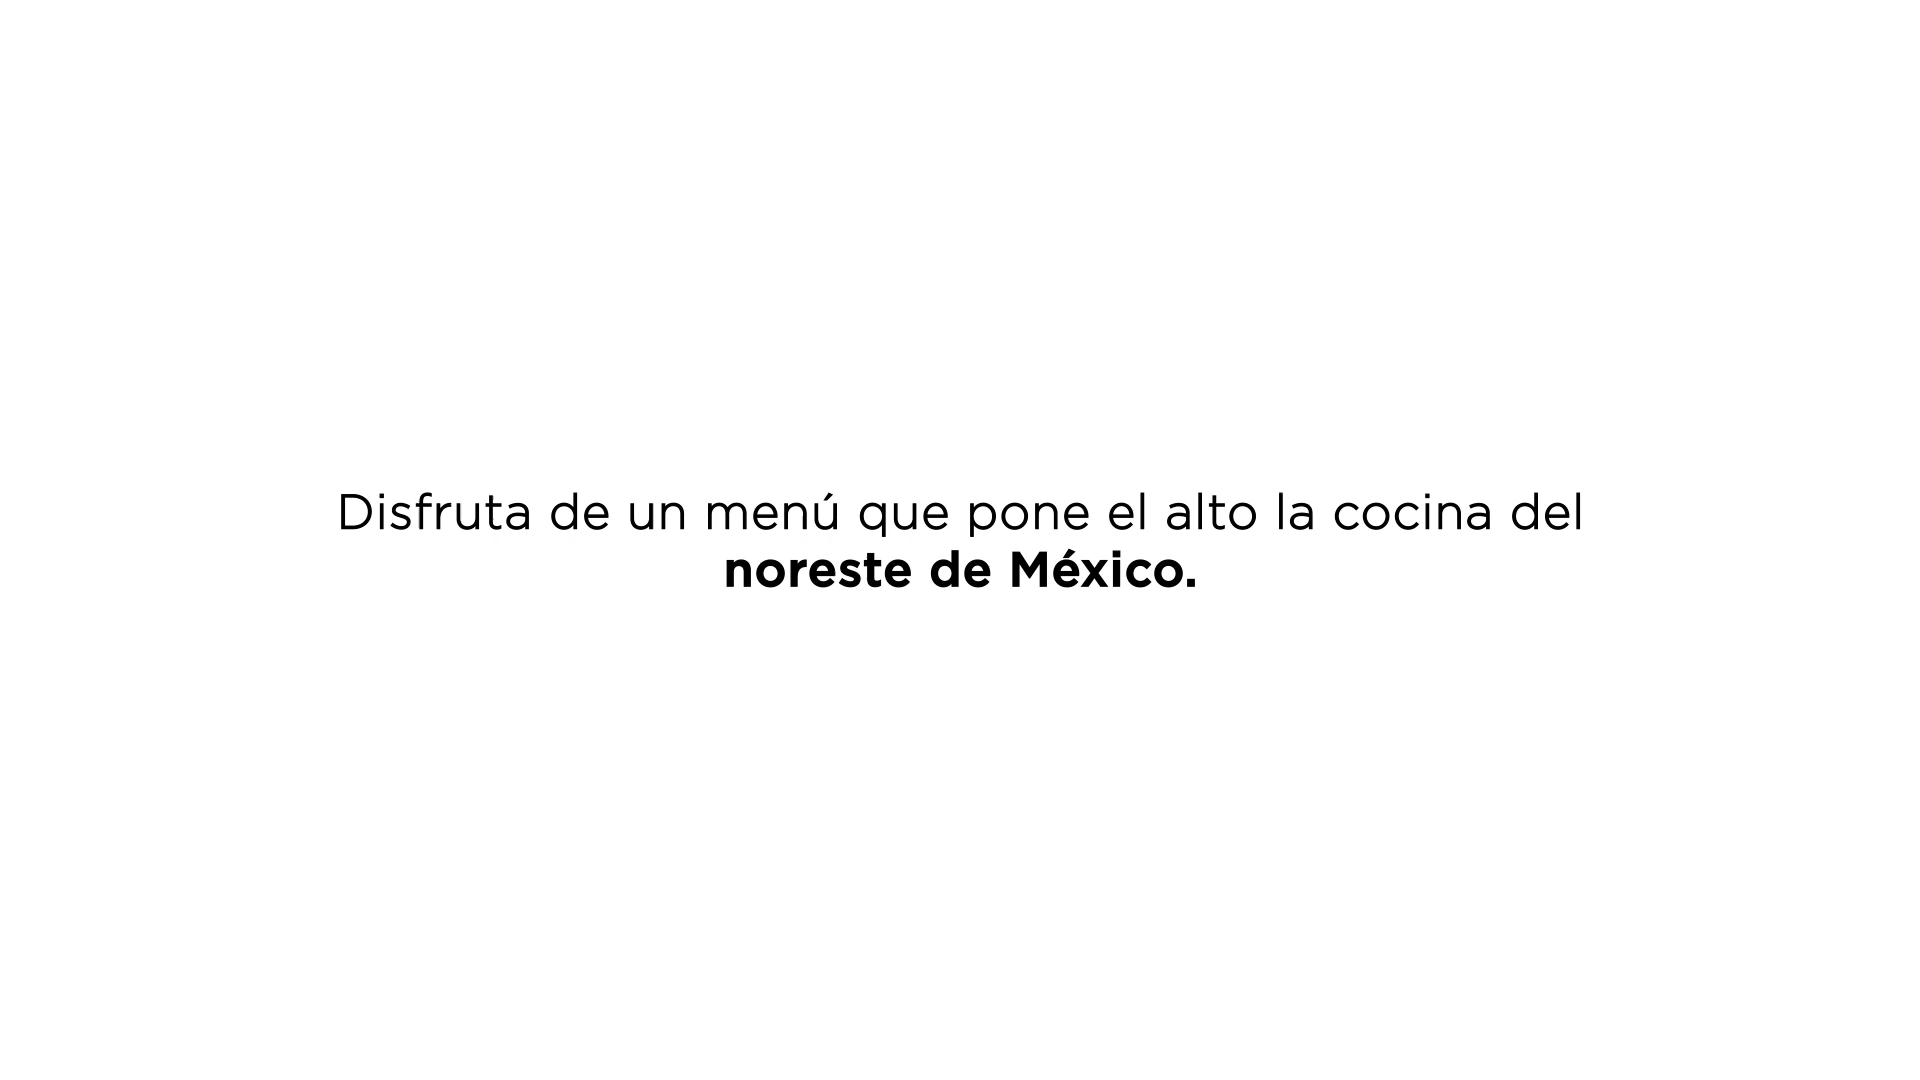 Disfruta de un menú que pone el alto la cocina del
noreste de México.